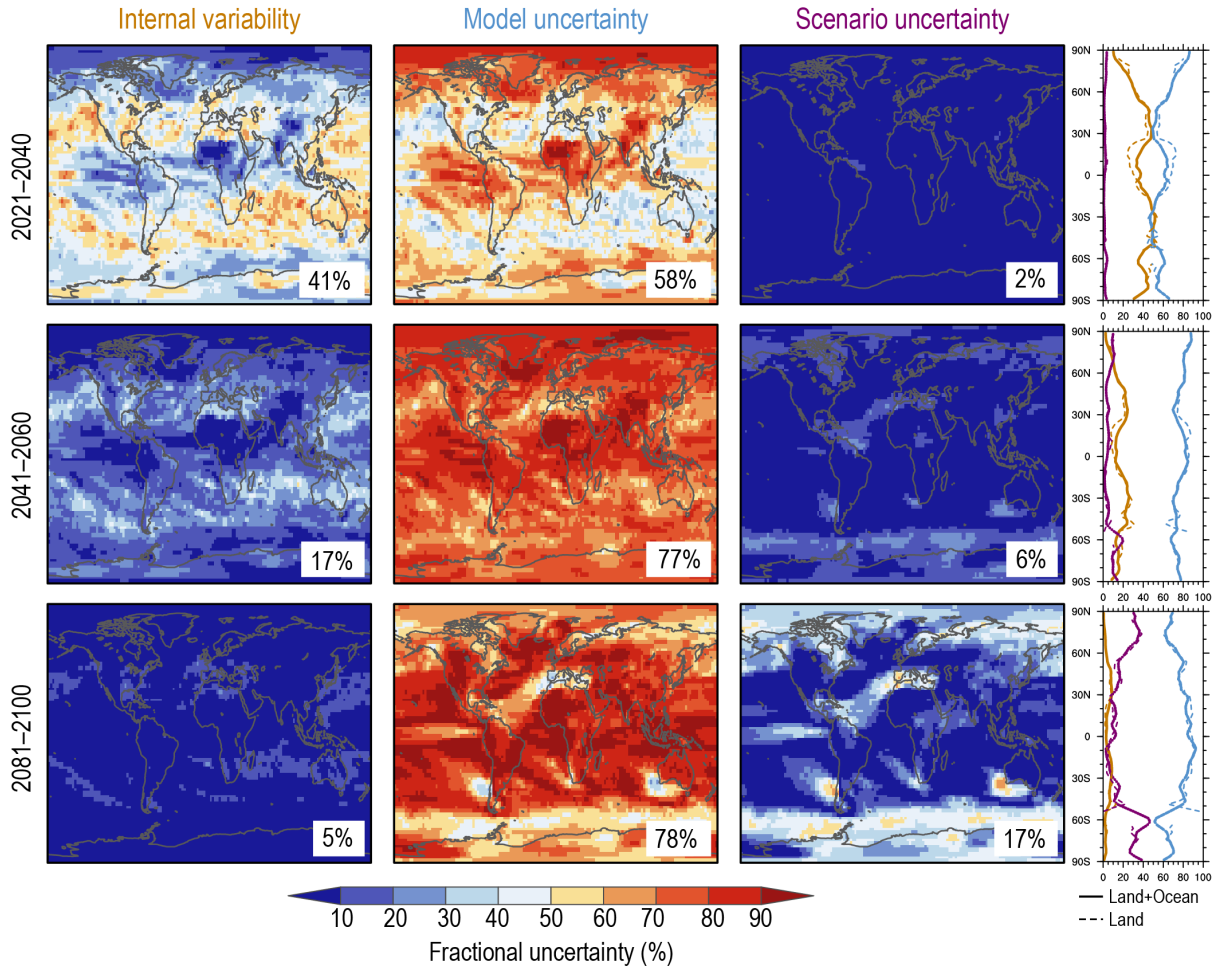 Internal variability
Model uncertainty
Scenario uncertainty
2021–2040
41%
58%
2%
90N
60N
30N
0
30S
60S
90S
0 20 40 60 80 100
2041–2060
17%
77%
6%
90N
60N
30N
0
30S
60S
90S
0 20 40 60 80 100
2081–2100
5%
78%
17%
90N
60N
30N
0
30S
60S
90S
0 20 40 60 80 100
10 20 30 40 50 60 70 80 90
Fractional uncertainty (%)
Land+Ocean
Land